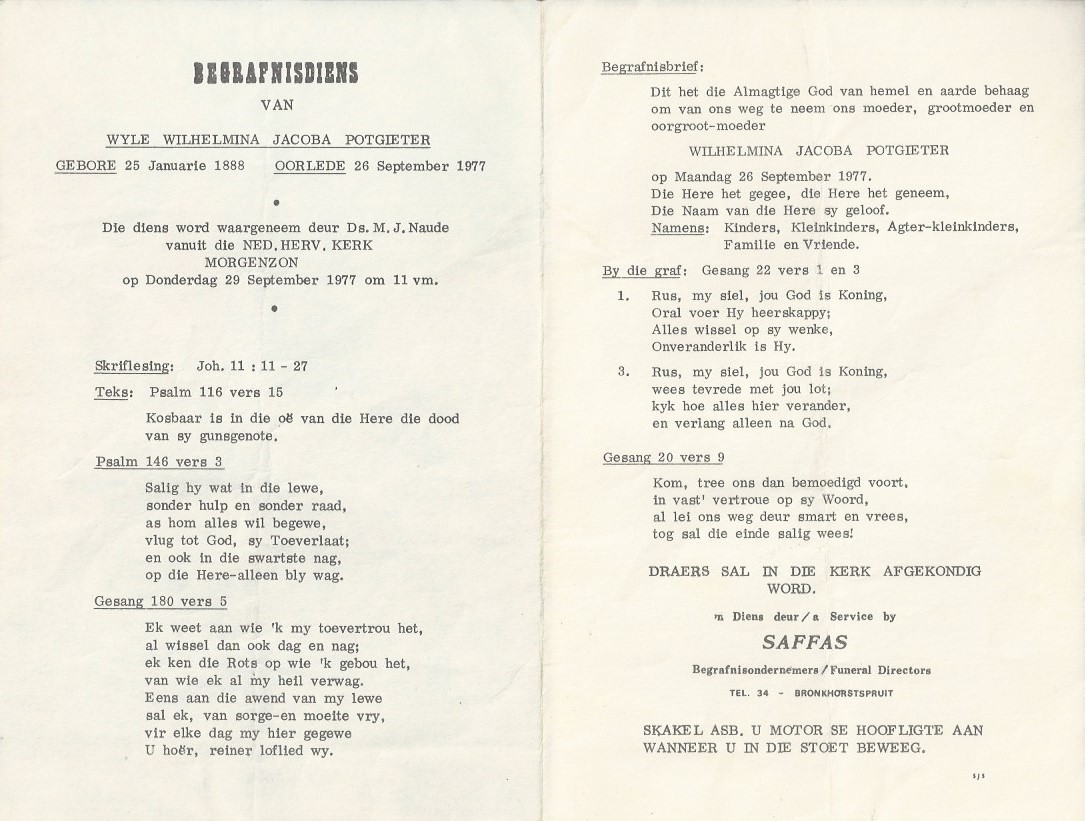 BEGRAFNISDIENS
VAN
WYLE WILHELMINA JACOBA POTGIETER
GEBORE 25 Januarie 1888 OORLEDE 26 September 1977
Die diens word waargeneem deur Ds. M. J. Naude
vanuit die NED. HERV. KERK
MORGENZON
op Donderdag 29 September 1977 om 11 vm.
Skriflesing: Joh. 11 : 11 - 27
Teks: Psalm 116 vers 15
Kosbaar is in die oë van die Here die dood
van sy gunsgenote.
Psalm 146 vers 3
Salig hy wat in die lewe,
sonder hulp en sonder raad,
as hom alles wil begewe,
vlug tot God, sy Toeverlaat;
en ook in die swartste nag,
op die Here-alleen bly wag.
Gesang 180 vers 5
Ek weet aan wie 'k my toevertrou het,
al wissel dan ook dag en nag;
ek ken die Rots op wie 'k gebou het,
van wie ek al my heil verwag.
Eens aan die awend van my lewe
sal ek, van sorge-en moeite vry,
vir elke dag my hier gegewe
U hoër, reiner loflied wy.
Begrafnisbrief:
Dit het die Almagtige God van hemel en aarde behaag
om van ons weg te neem ons moeder, grootmoeder en
oorgroot-moeder
WILHELMINA JACOBA POTGIETER
op Maandag 26 September 1977.
Die Here het gegee, die Here het geneem,
Die Naam van die Here sy geloof.
Namens: Kinders, Kleinkinders, Agter-kleinkinders,
Familie en Vriende.
By die graf: Gesang 22 vers 1 en 3
1. Rus, my siel, jou God is Koning,
Oral voer Hy heerskappy;
Alles wissel op sy wenke,
Onveranderlik is Hy.
3. Rus, my siel, jou God is Koning,
wees tevrede met jou lot;
kyk hoe alles hier verander,
en verlang alleen na God.
Gesang 20 vers 9
Kom, tree ons dan bemoedigd voort,
in vast' vertroue op sy Woord,
al lei ons weg deur smart en vrees,
tog sal die einde salig wees!
DRAERS SAL IN DIE KERK AFGEKONDIG
WORD.
'n Diens deur/a Service by
SAFFAS
Begrafnisondernemers/Funeral Directors
TEL. 34 - BRONKHORSTSPRUIT
SKAKEL ASB. U MOTOR SE HOOFLIGTE AAN
WANNEER U IN DIE STOET BEWEEG.
SJS